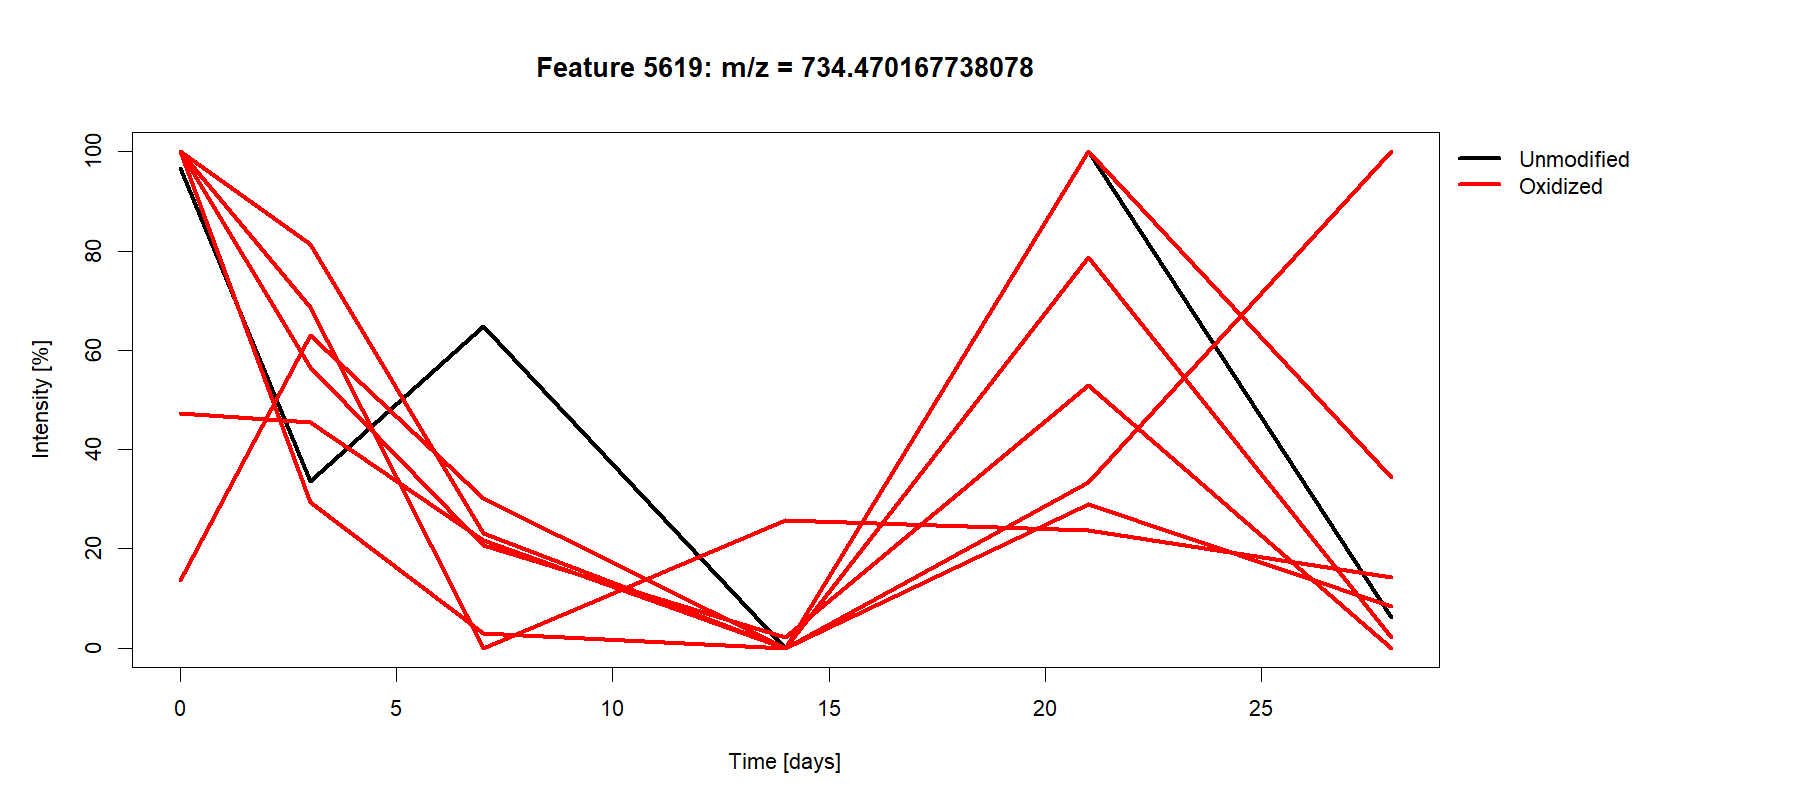 Feature 5619: m/z = 734.470167738078
Unmodified
Oxidized
100
80
60
40
20
0
Intensity [%]
0 5 10 15 20 25
Time [days]